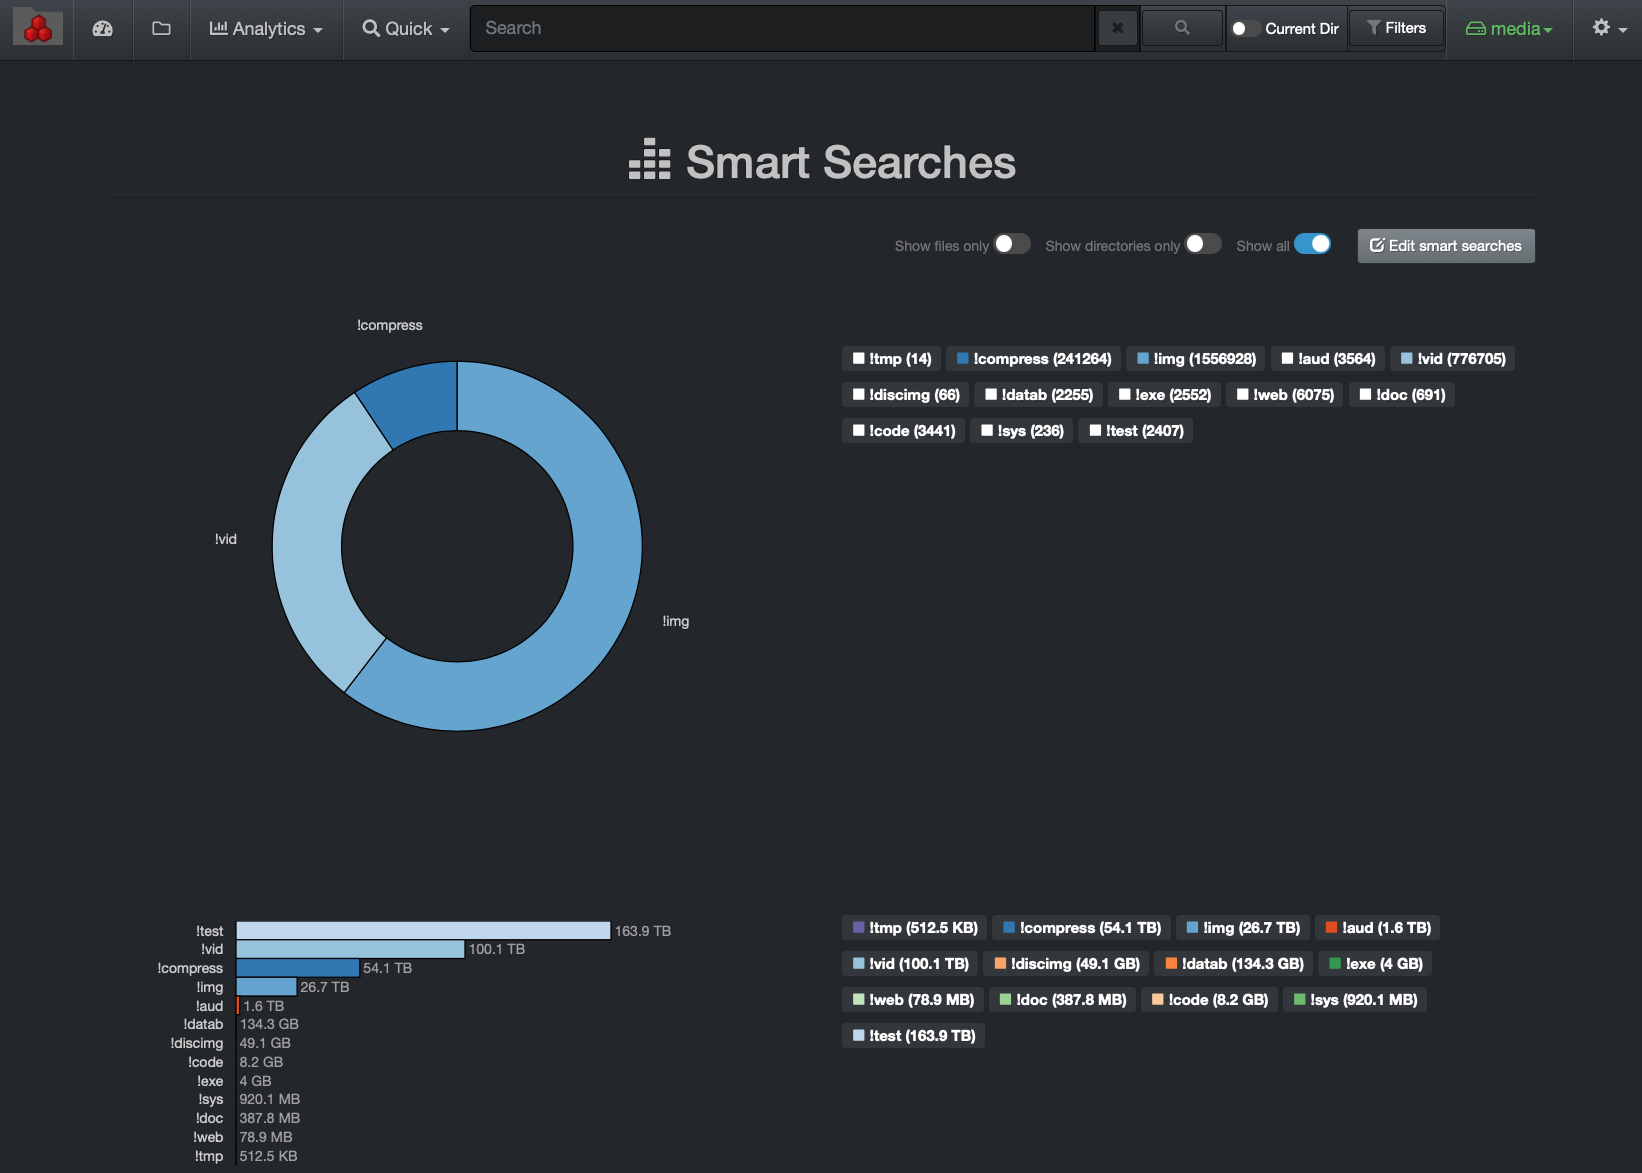 Analytics Quick Search Current Dir Filters media
Smart Searches
Show files only Show directories only Show all Edit smart searches
!compress
!vid
!img
!tmp (14) !compress (241264) !img (1556928) !aud (3564) !vid (776705)
!discimg (66) !datab (2255) !exe (2552) !web (6075) !doc (691)
!code (3441) !sys (236) !test (2407)
!test 163.9 TB
!vid 100.1 TB
!compress 54.1 TB
!img 26.7 TB
!aud 1.6 TB
!datab 134.3 GB
!discimg 49.1 GB
!code 8.2 GB
!exe 4 GB
!sys 920.1 MB
!doc 387.8 MB
!web 78.9 MB
!tmp 512.5 KB
!tmp (512.5 KB) !compress (54.1 TB) !img (26.7 TB) !aud (1.6 TB)
!vid (100.1 TB) !discimg (49.1 GB) !datab (134.3 GB) !exe (4 GB)
!web (78.9 MB) !doc (387.8 MB) !code (8.2 GB) !sys (920.1 MB)
!test (163.9 TB)